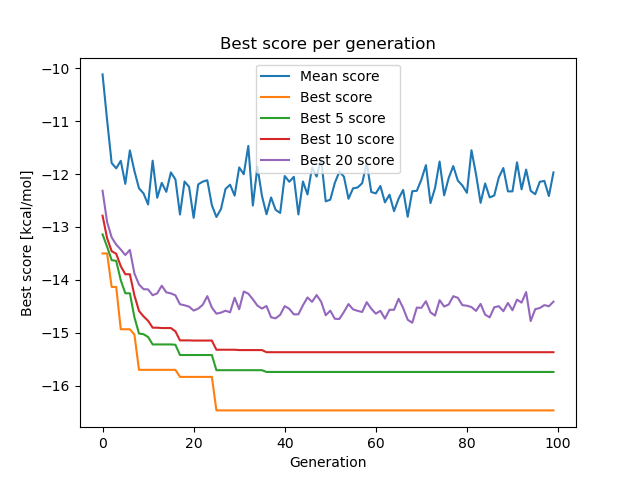 Best score per generation
Best score [kcal/mol]
−10
−11
−12
−13
−14
−15
−16
Mean score
Best score
Best 5 score
Best 10 score
Best 20 score
0
20
40
60
80
100
Generation